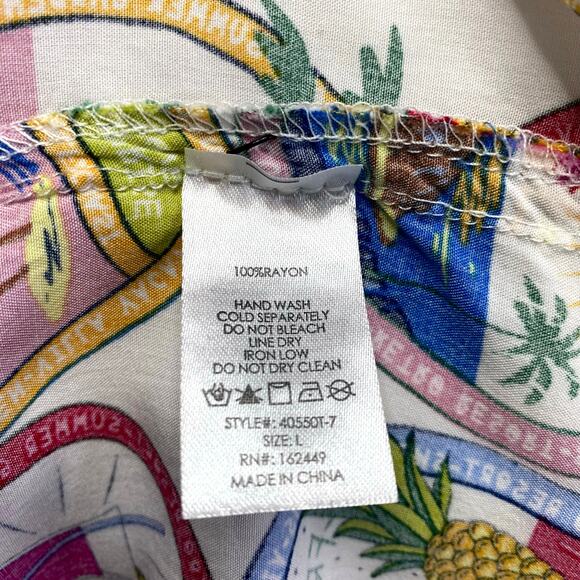 100%RAYON
HAND WASH
COLD SEPARATELY
DO NOT BLEACH
LINE DRY
IRON LOW
DO NOT DRY CLEAN
STYLE#: 40550T-7
SIZE: L
RN#: 162449
MADE IN CHINA